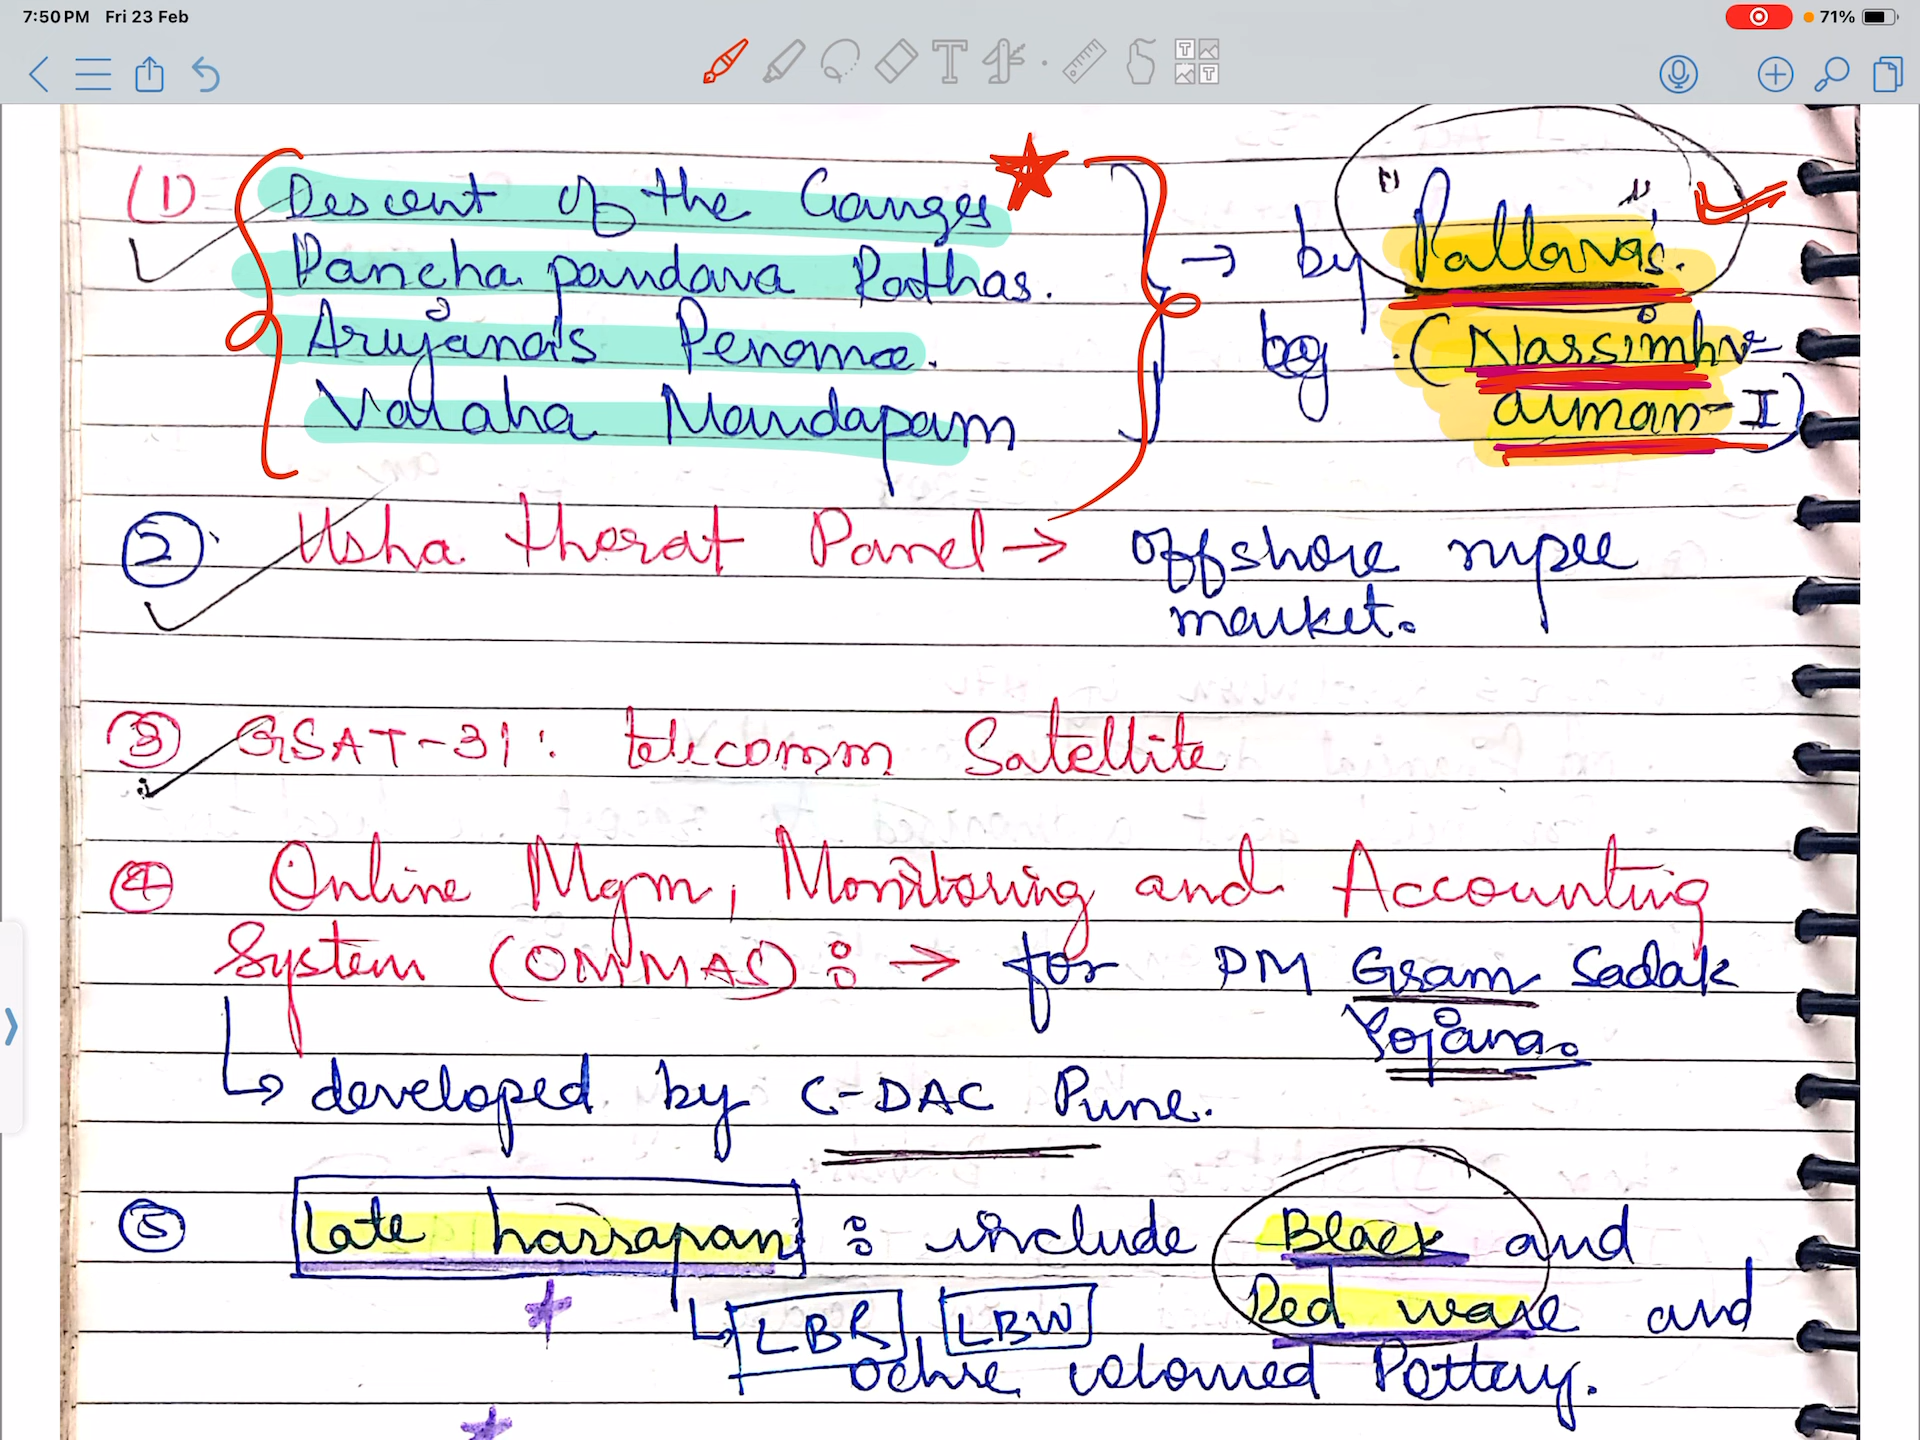 7:50 PM Fri 23 Feb
71%
(1) Descent of the Ganges
" "
Pancha pandava Rathas. → by Pallava's.
Arujana's Penance. by (Narsimhv-
Varaha Mandapam arman-I)
2 Usha thorat Panel → offshore rupee
market.
3 GSAT-31: telecomm Satellite
4 Online Mgm, Monitoring and Accounting
System (OMMAS): → for PM Gram Sadak
Yojana.
↳ developed by C-DAC Pune.
5 Late harrapan : include Black and
↳ LBR LBW Red ware and
ochre coloured Pottery.